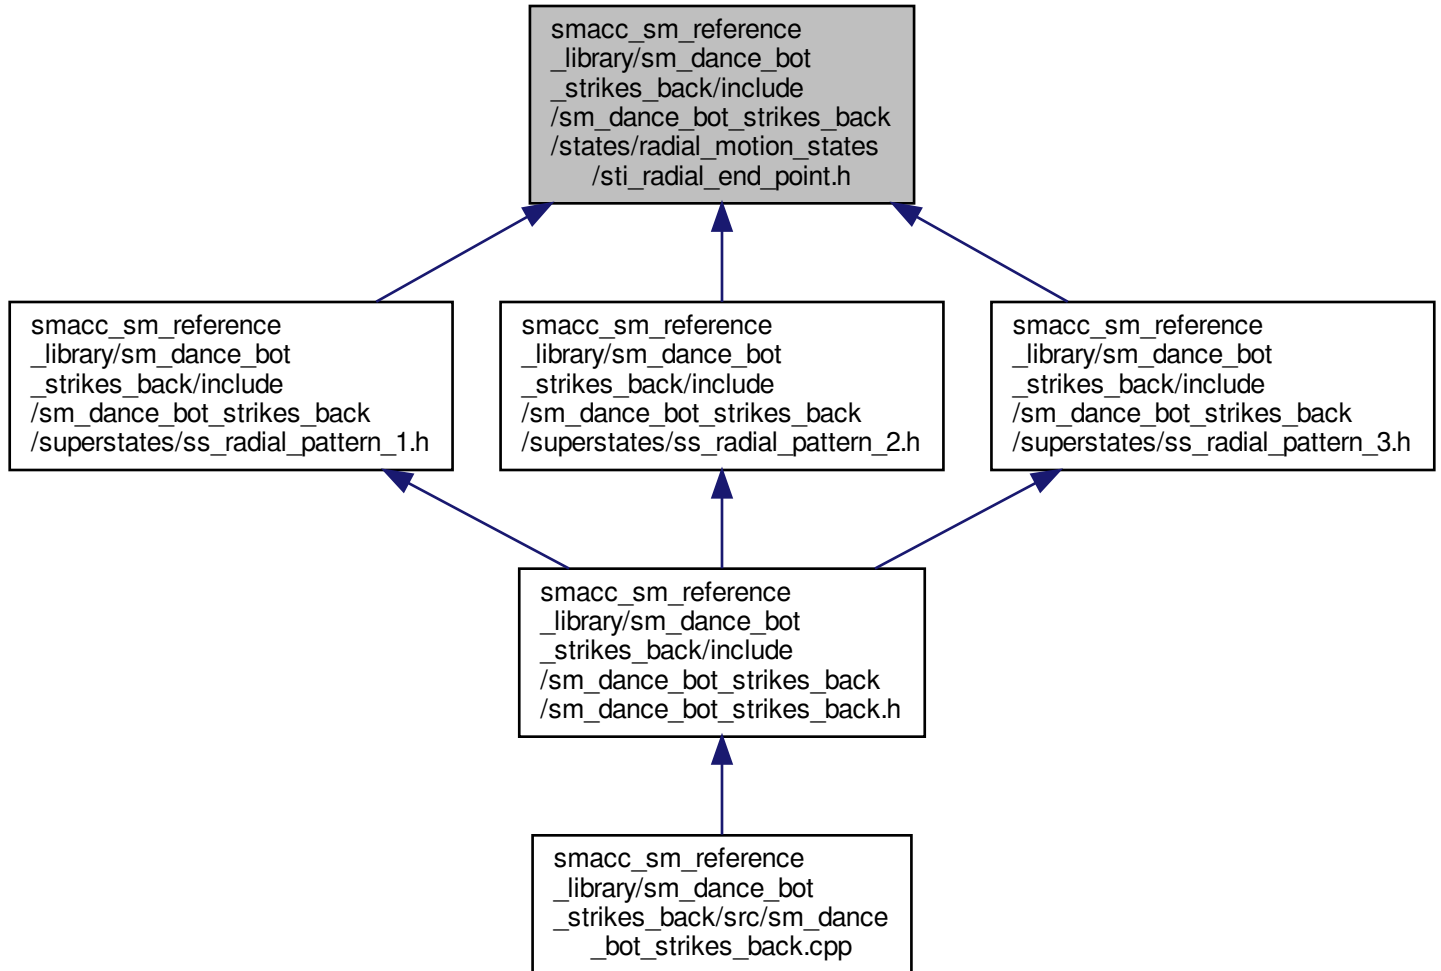 smacc_sm_reference
_library/sm_dance_bot
_strikes_back/include
/sm_dance_bot_strikes_back
/states/radial_motion_states
/sti_radial_end_point.h
smacc_sm_reference
_library/sm_dance_bot
_strikes_back/include
/sm_dance_bot_strikes_back
/superstates/ss_radial_pattern_1.h
smacc_sm_reference
_library/sm_dance_bot
_strikes_back/include
/sm_dance_bot_strikes_back
/superstates/ss_radial_pattern_2.h
smacc_sm_reference
_library/sm_dance_bot
_strikes_back/include
/sm_dance_bot_strikes_back
/superstates/ss_radial_pattern_3.h
smacc_sm_reference
_library/sm_dance_bot
_strikes_back/include
/sm_dance_bot_strikes_back
/sm_dance_bot_strikes_back.h
smacc_sm_reference
_library/sm_dance_bot
_strikes_back/src/sm_dance
_bot_strikes_back.cpp